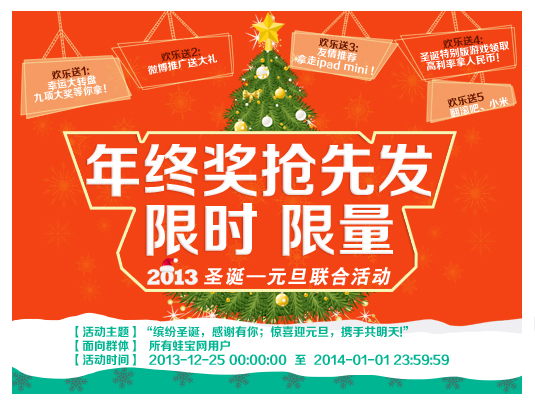 欢乐送1:
幸运大转盘
九项大奖等你拿！
欢乐送2:
微博推广送大礼
欢乐送3:
友情推荐
拿走ipad mini！
欢乐送4:
圣诞特别版游戏领取
高利率拿人民币！
欢乐送5
、小米
年终奖抢先发
限时 限量
2013 圣诞—元旦联合活动
【活动主题】“缤纷圣诞，感谢有你；惊喜迎元旦，携手共明天!”
【面向群体】 所有蛙宝网用户
【活动时间】 2013-12-25 00:00:00 至 2014-01-01 23:59:59